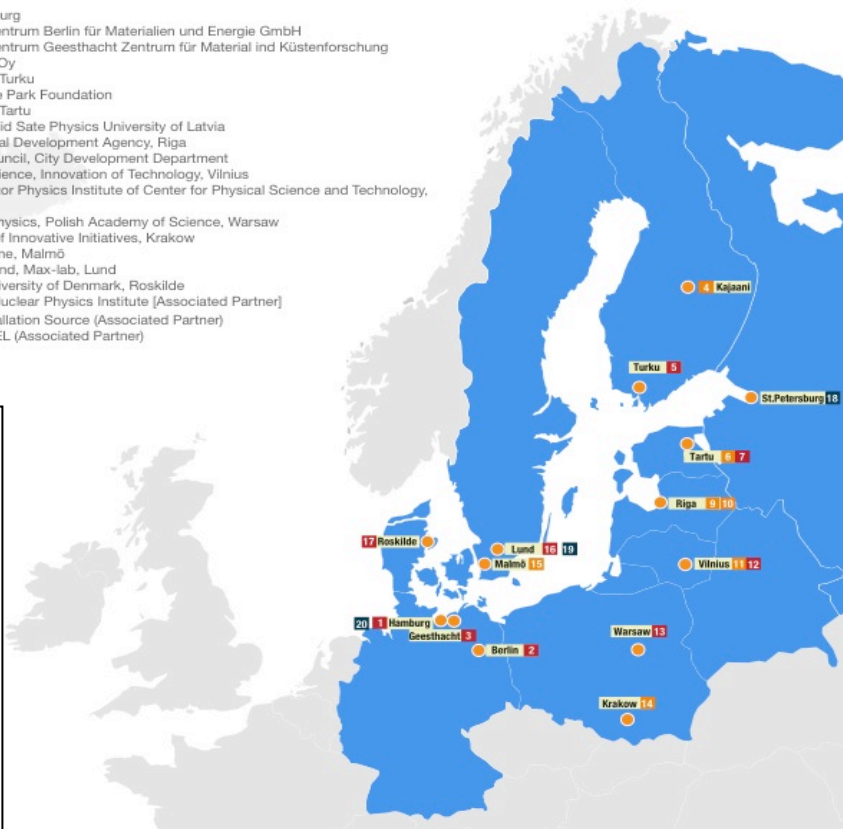 urg
entrum Berlin für Materialien und Energie GmbH
entrum Geesthacht Zentrum für Material ind Küstenforschung
Oy
Turku
e Park Foundation
Tartu
id Sate Physics University of Latvia
al Development Agency, Riga
uncil, City Development Department
ience, Innovation of Technology, Vilnius
tor Physics Institute of Center for Physical Science and Technology,
hysics, Polish Academy of Science, Warsaw
f Innovative Initiatives, Krakow
ne, Malmö
nd, Max-lab, Lund
iversity of Denmark, Roskilde
Nuclear Physics Institute [Associated Partner]
allation Source (Associated Partner)
EL (Associated Partner)
4 Kajaani
Turku 5
St.Petersburg 18
Tartu 6 7
Riga 9 10
17 Roskilde
Lund 16 19
Malmö 15
Vilnius 11 12
20 1 Hamburg
Geesthacht 3
Warsaw 13
Berlin 2
Krakow 14